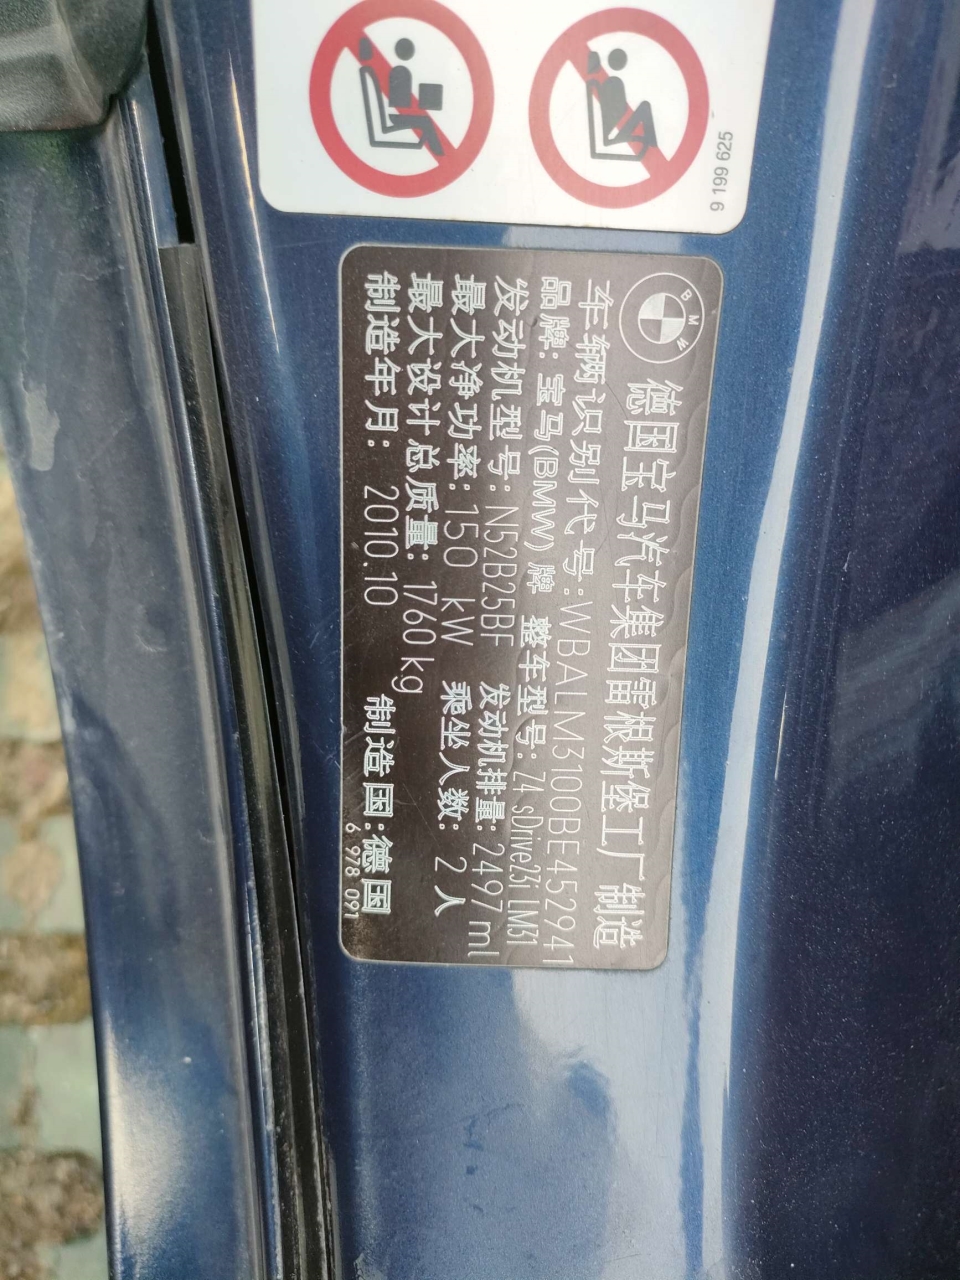 9 199 625
BMW
德国宝马汽车集团雷根斯堡工厂制造
车辆识别代号:WBALM3100BE452941
品牌: 宝马(BMW) 牌 整车型号: Z4 sDrive23i LM31
发动机型号: N52B25BF 发动机排量: 2497 ml
最大净功率: 150 kW 乘坐人数: 2人
最大设计总质量: 1760 kg
制造年月: 2010.10 制造国:德国
6 978 091